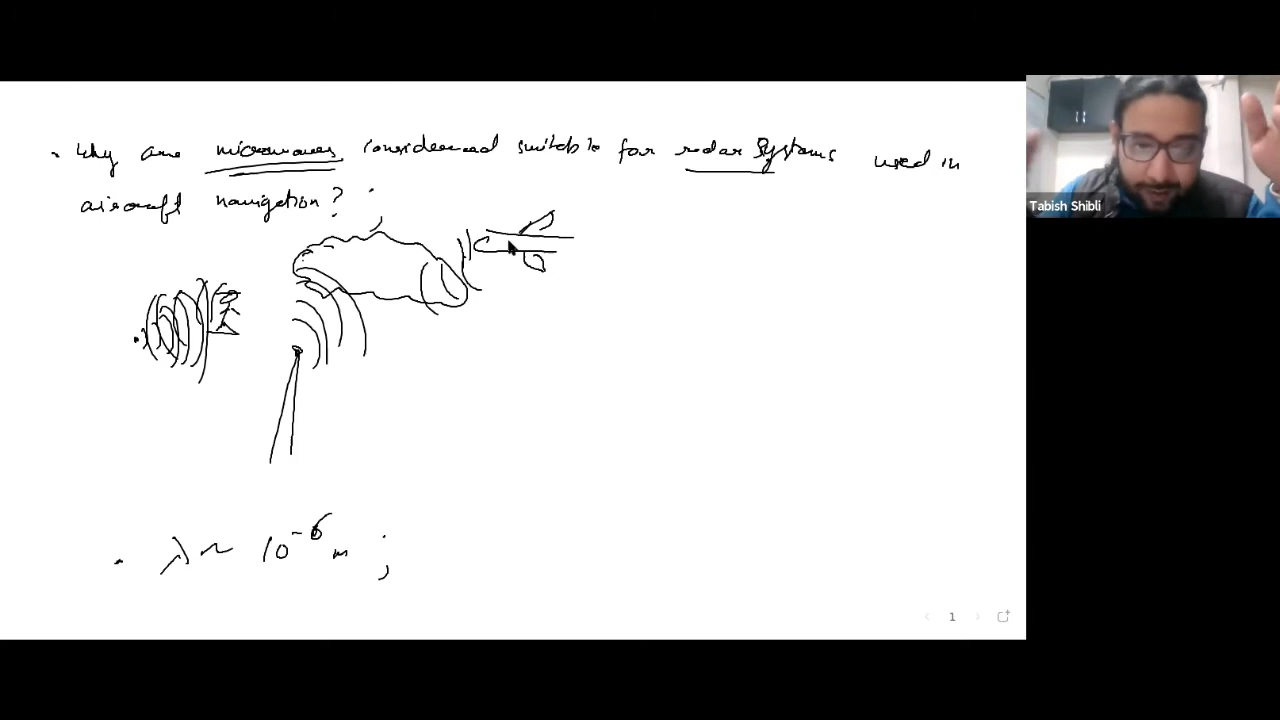 . Why are microwaves considered suitable for radar systems used in
aircraft navigation?
Tabish Shibli
. λ ~ 10⁻⁶ m ;
1